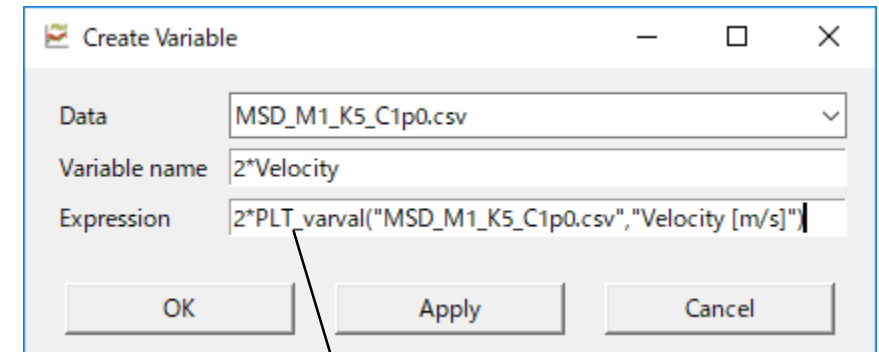 Create Variable
Data MSD_M1_K5_C1p0.csv
Variable name 2*Velocity
Expression 2*PLT_varval("MSD_M1_K5_C1p0.csv","Velocity [m/s]")
OK Apply Cancel